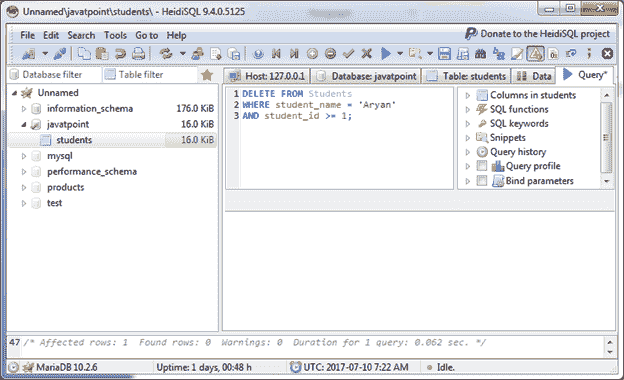 Unnamed\javatpoint\students\ - HeidiSQL 9.4.0.5125
File Edit Search Tools Go to Help
Donate to the HeidiSQL project
Database filter Table filter
Host: 127.0.0.1 Database: javatpoint Table: students Data Query*
Unnamed
information_schema 176.0 KiB
javatpoint 16.0 KiB
students 16.0 KiB
mysql
performance_schema
products
test
1 DELETE FROM Students
2 WHERE student_name = 'Aryan'
3 AND student_id >= 1;
Columns in students
SQL functions
SQL keywords
Snippets
Query history
Query profile
Bind parameters
47 /* Affected rows: 1 Found rows: 0 Warnings: 0 Duration for 1 query: 0.062 sec. */
MariaDB 10.2.6 Uptime: 1 days, 00:48 h UTC: 2017-07-10 7:22 AM Idle.